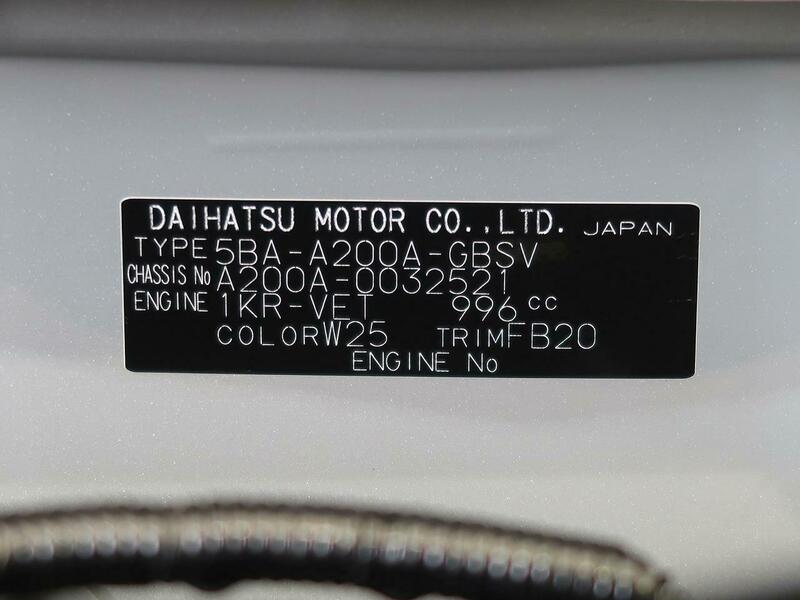 DAIHATSU MOTOR CO.,LTD. JAPAN
TYPE 5BA-A200A-GBSV
CHASSIS No A200A-0032521
ENGINE 1KR-VET 996 cc
COLOR W25 TRIM FB20
ENGINE No